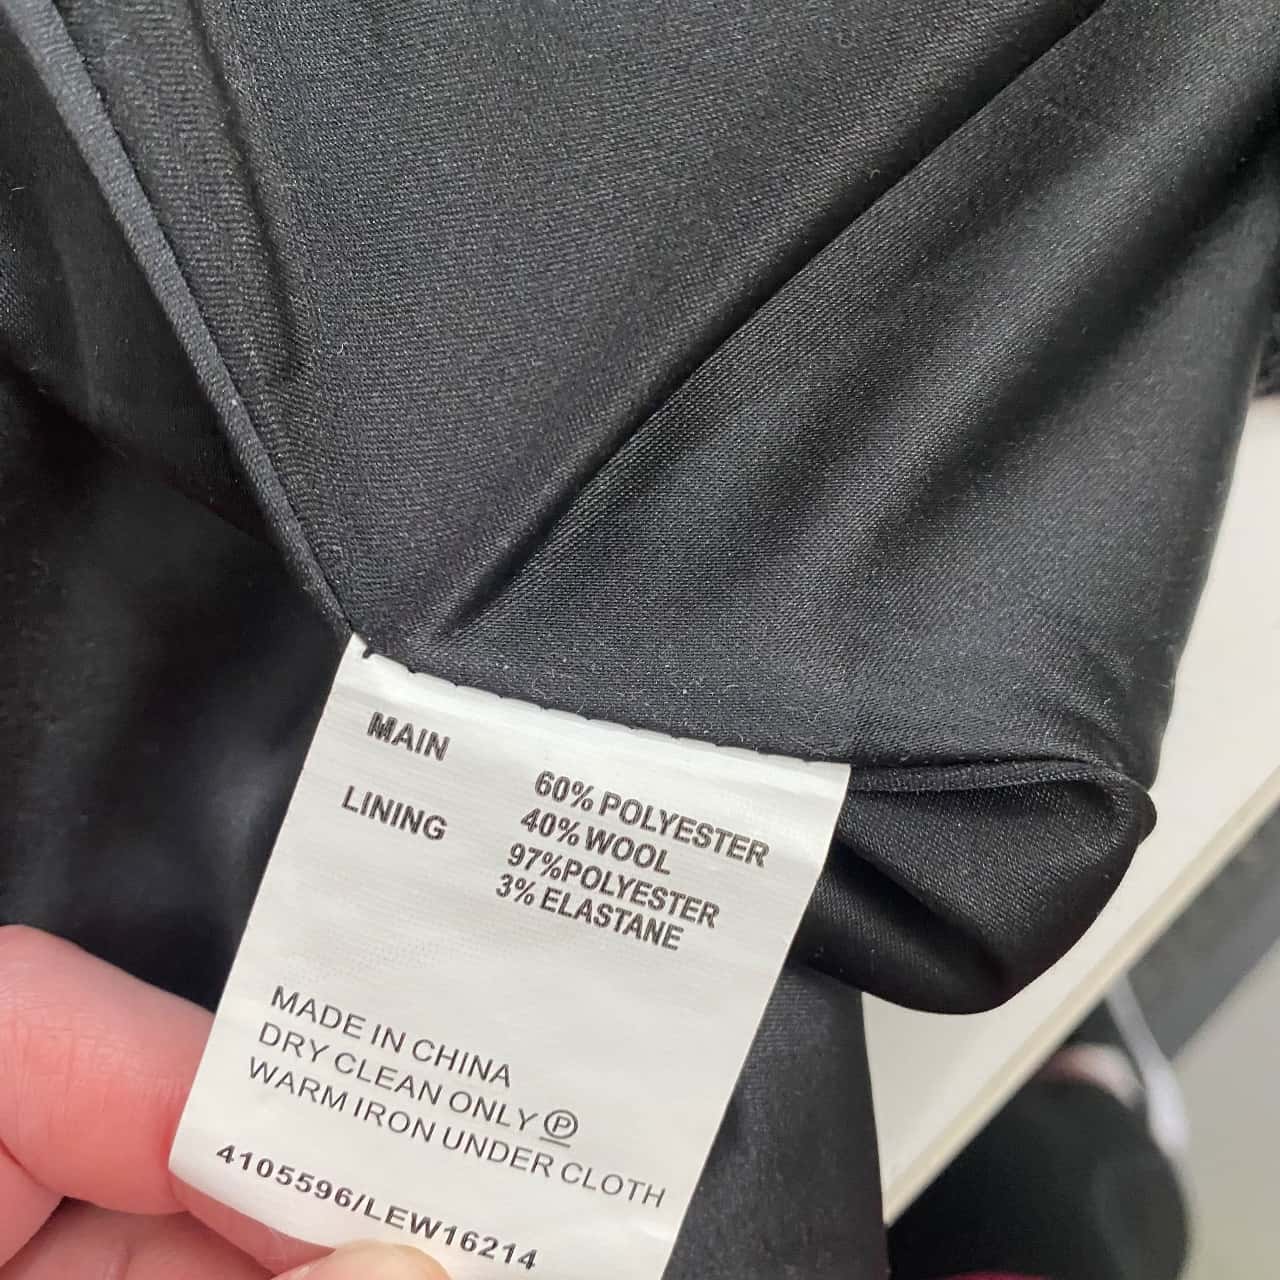 MAIN 60% POLYESTER
40% WOOL
LINING 97%POLYESTER
3% ELASTANE
MADE IN CHINA
DRY CLEAN ONLY Ⓟ
WARM IRON UNDER CLOTH
4105596/LEW16214